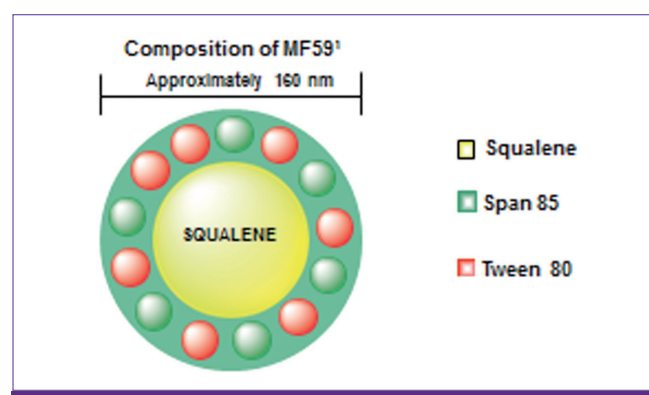 Composition of MF59¹
Approximately 160 nm
SQUALENE
Squalene
Span 85
Tween 80